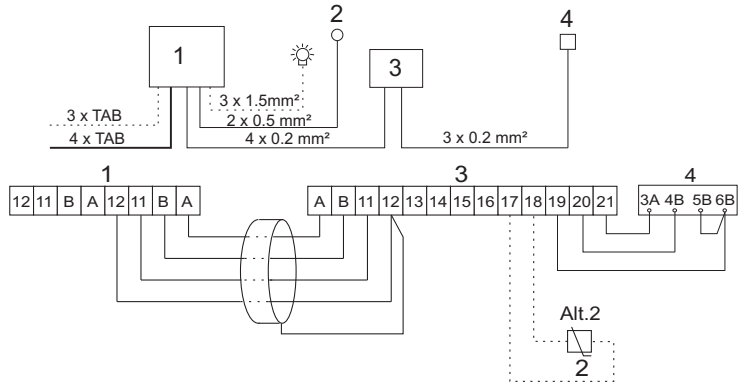 2
4
1
3
3 x 1.5mm²
3 x TAB
2 x 0.5 mm²
4 x TAB
4 x 0.2 mm²
3 x 0.2 mm²
1
3
4
12 11 B A 12 11 B A
A B 11 12 13 14 15 16 17 18 19 20 21
3A 4B 5B 6B
Alt.2
2